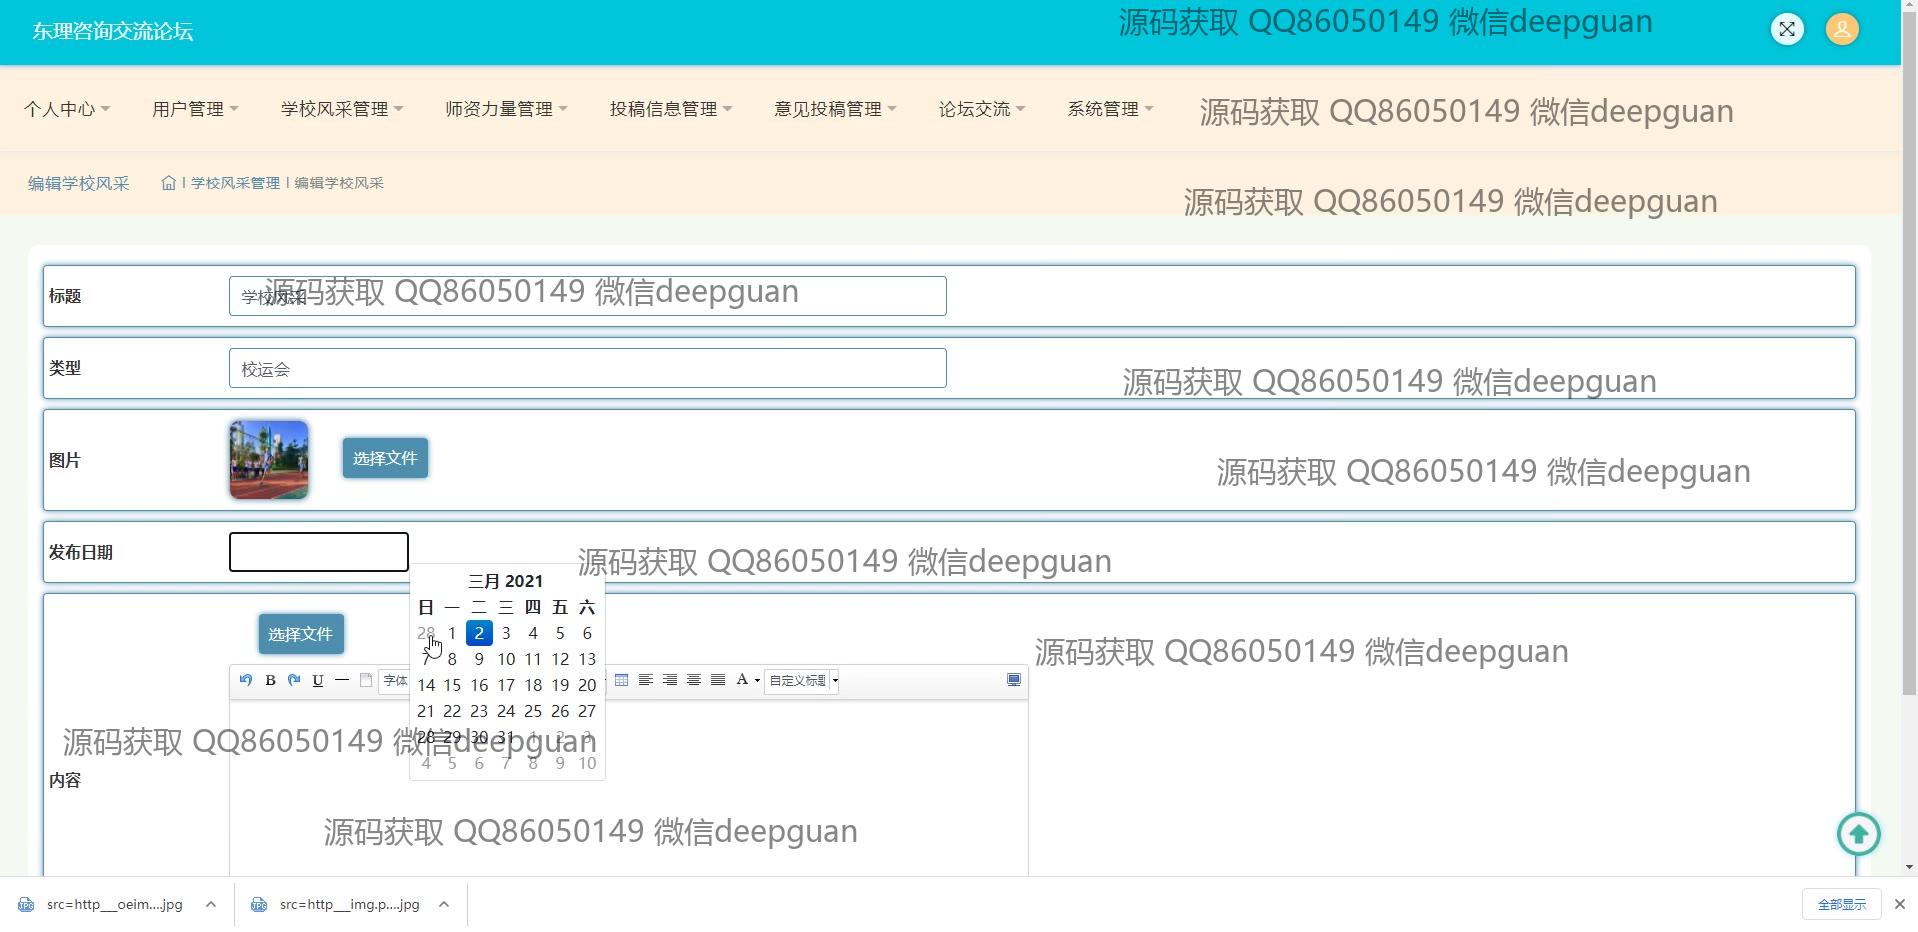 东理咨询交流论坛
源码获取 QQ86050149 微信deepguan
个人中心 用户管理 学校风采管理 师资力量管理 投稿信息管理 意见投稿管理 论坛交流 系统管理
源码获取 QQ86050149 微信deepguan
编辑学校风采 | 学校风采管理 | 编辑学校风采
源码获取 QQ86050149 微信deepguan
标题 学校风采
源码获取 QQ86050149 微信deepguan
类型 校运会
源码获取 QQ86050149 微信deepguan
图片 选择文件
源码获取 QQ86050149 微信deepguan
发布日期
源码获取 QQ86050149 微信deepguan
三月 2021
日 一 二 三 四 五 六
28 1 2 3 4 5 6
7 8 9 10 11 12 13
14 15 16 17 18 19 20
21 22 23 24 25 26 27
28 29 30 31 1 2 3
4 5 6 7 8 9 10
选择文件
源码获取 QQ86050149 微信deepguan
B U 字体 A 自定义标题
源码获取 QQ86050149 微信deepguan
内容
源码获取 QQ86050149 微信deepguan
src=http___oeim....jpg src=http___img.p....jpg 全部显示